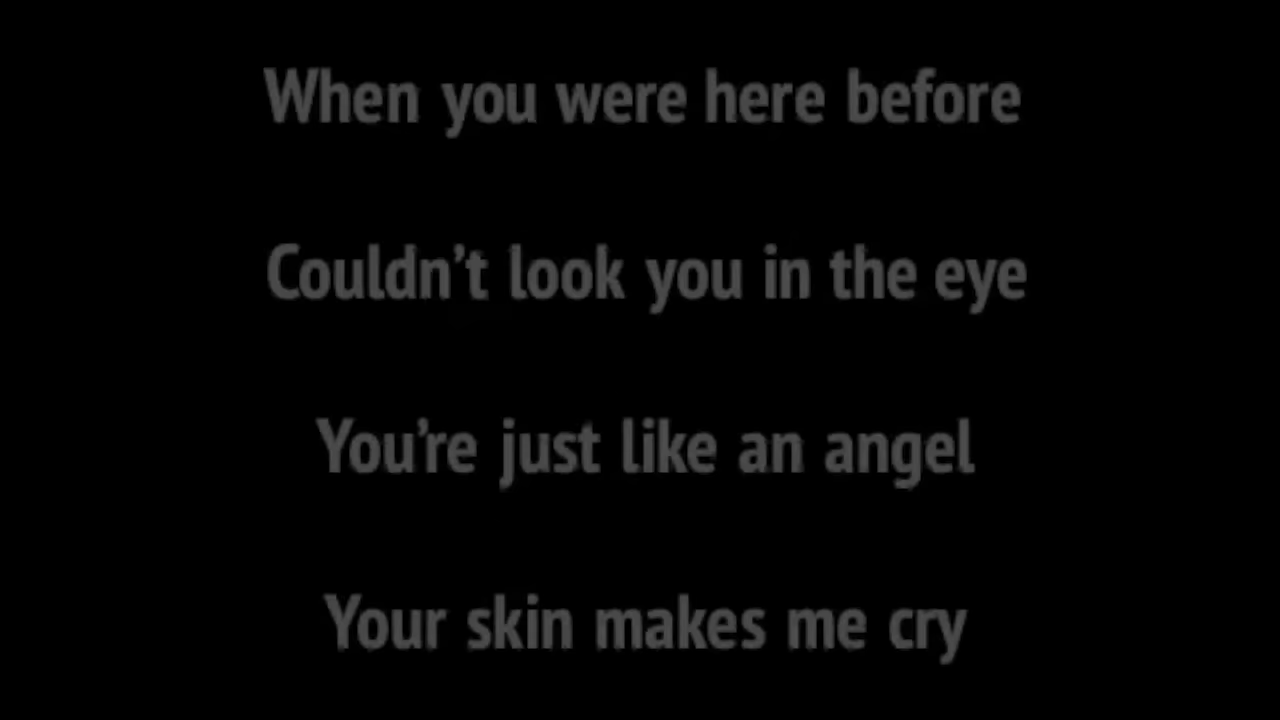 When you were here before
Couldn’t look you in the eye
You’re just like an angel
Your skin makes me cry